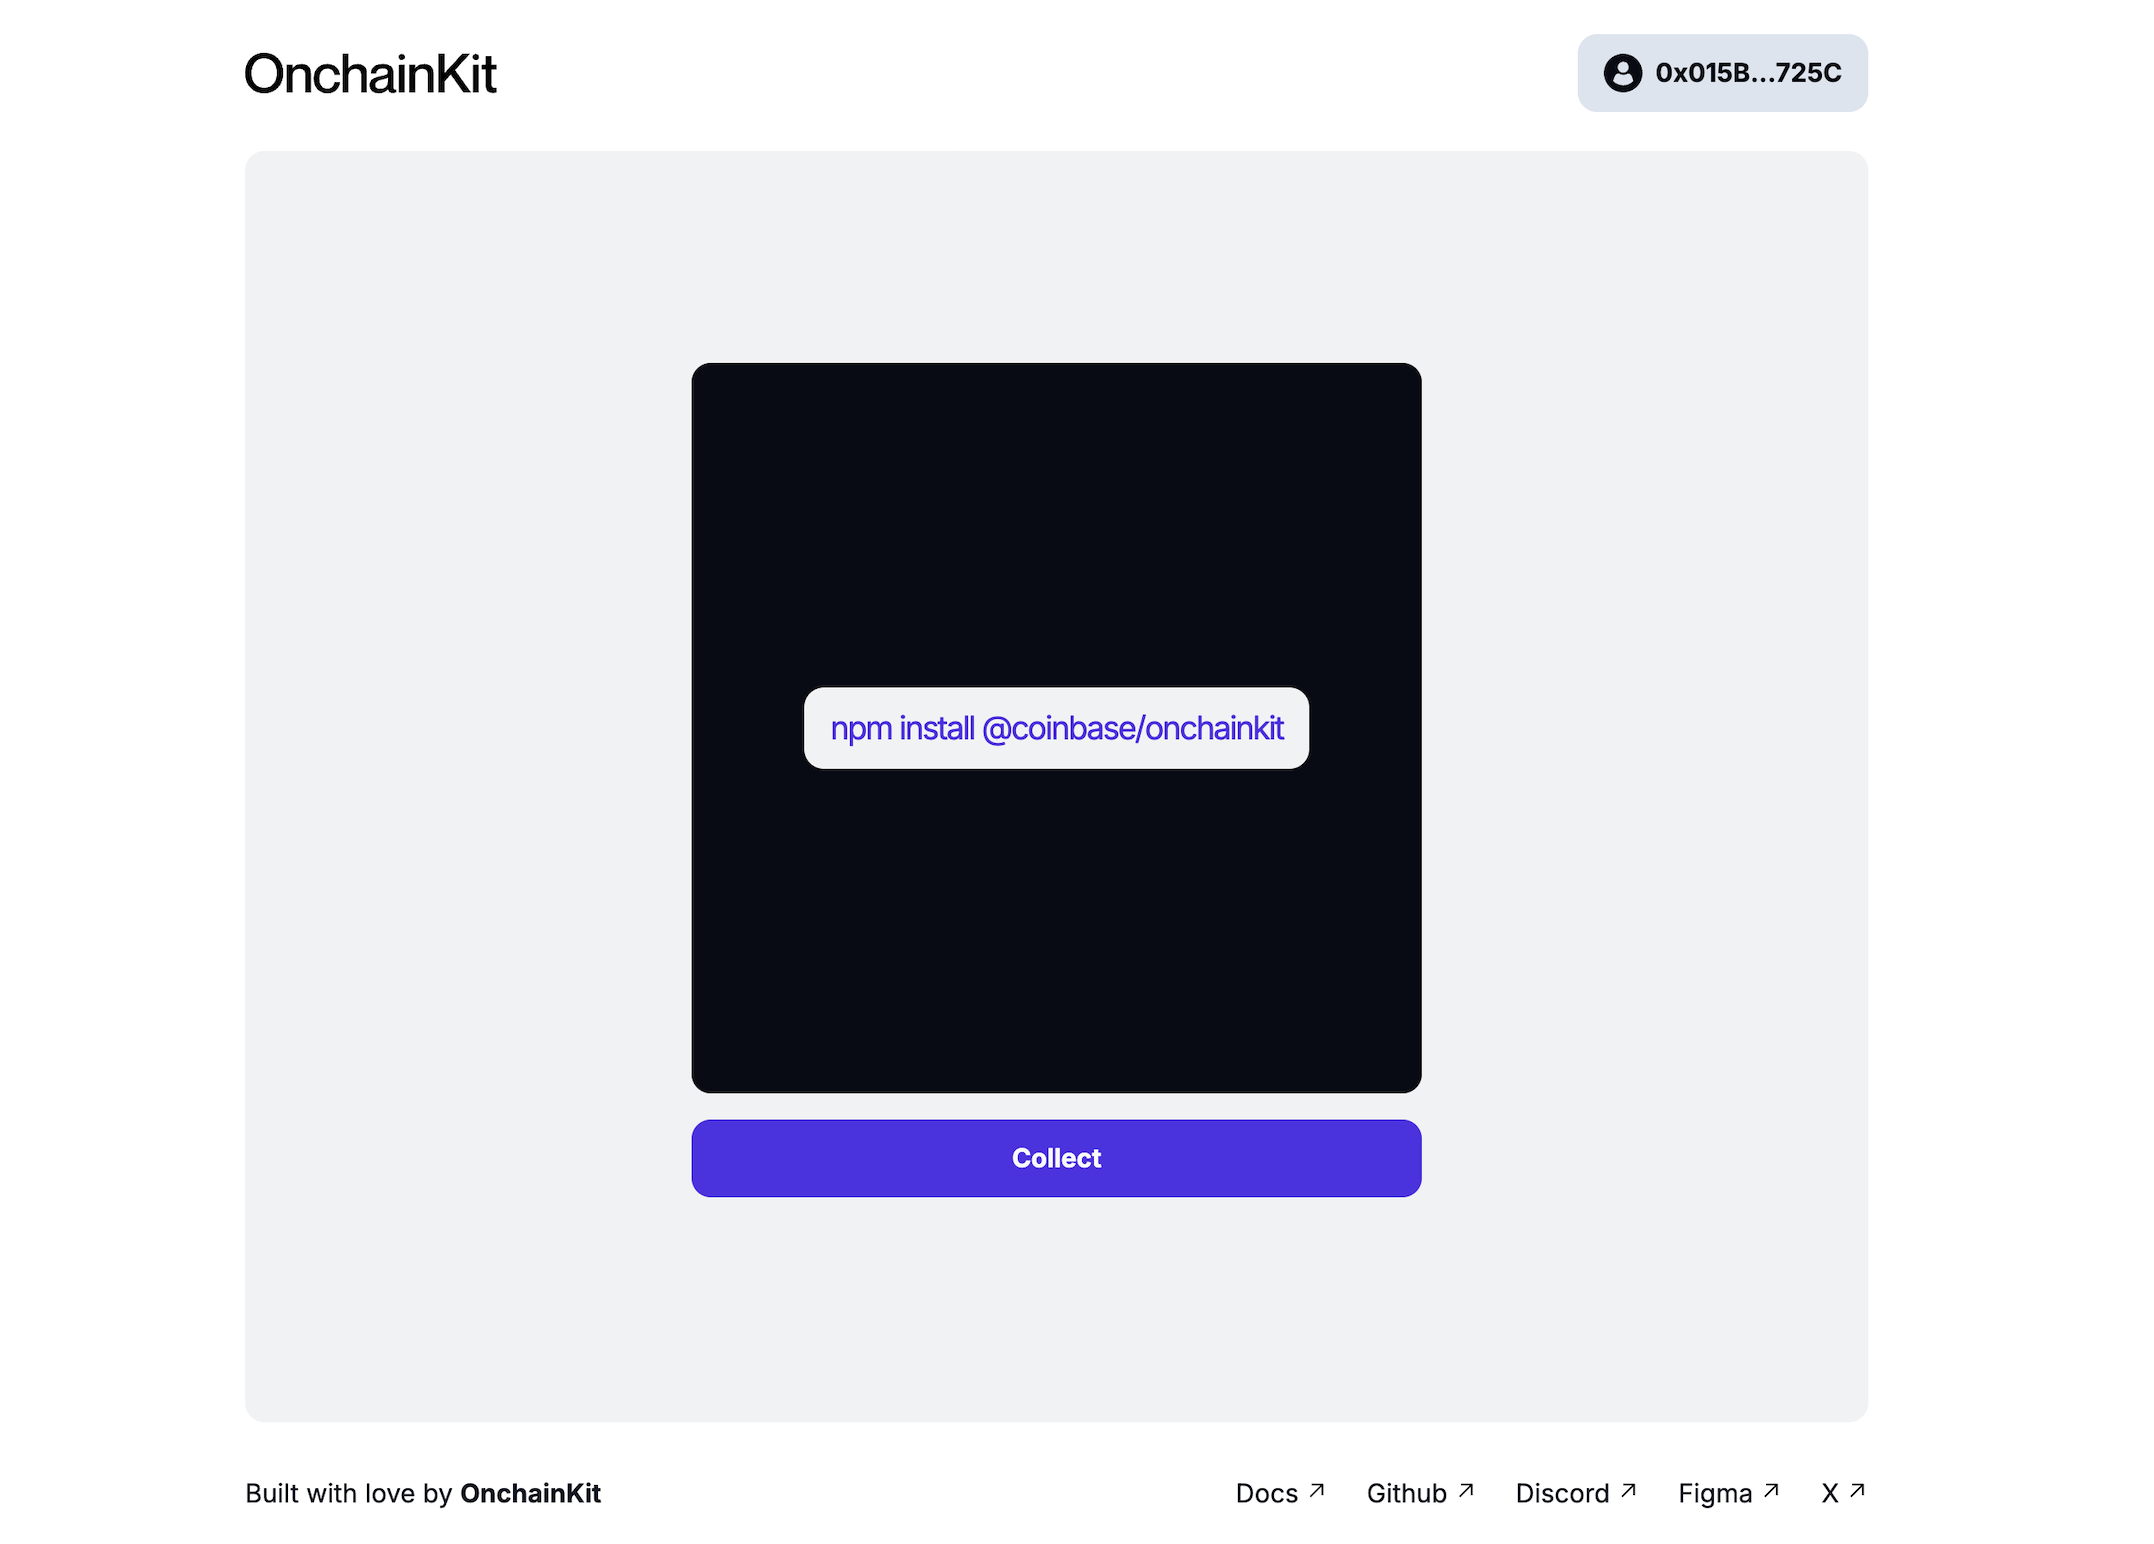 OnchainKit
0x015B...725C
npm install @coinbase/onchainkit
Collect
Built with love by OnchainKit
Docs ↗ Github ↗ Discord ↗ Figma ↗ X ↗